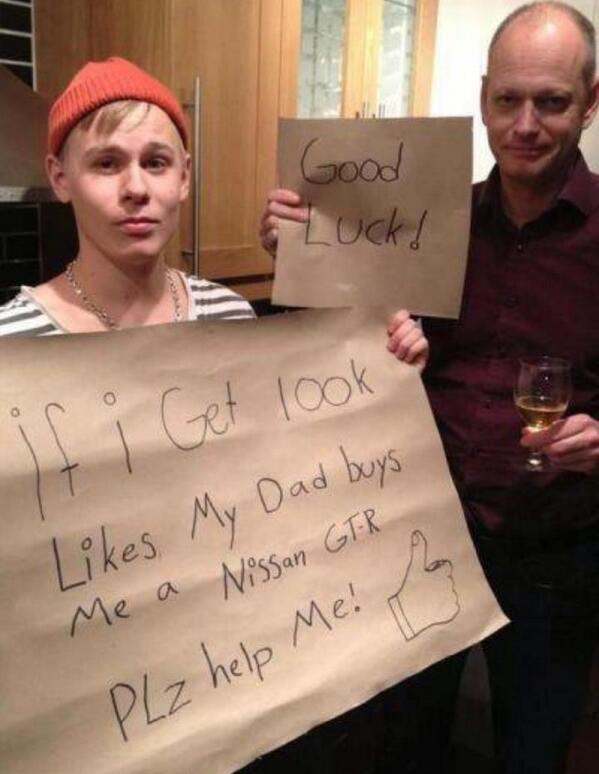 Good
Luck!
if i Get 100k
Likes My Dad buys
Me a Nissan GT-R
PLz help Me!